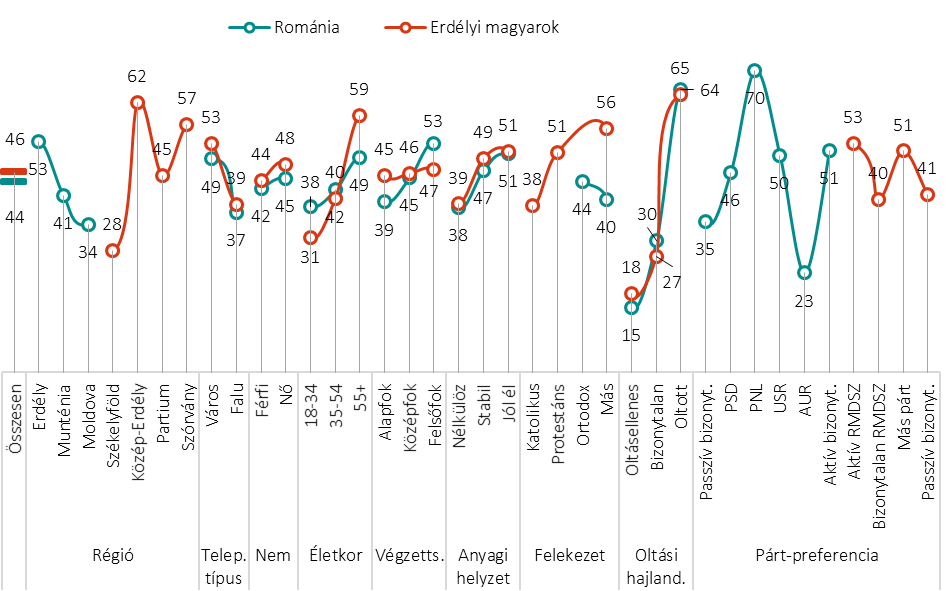 Románia Erdélyi magyarok
46
44
53
41
34
28
62
45
57
53
49
39
37
44
42
48
45
38
31
40
42
59
49
45
39
46
45
53
47
39
38
49
47
51
51
38
51
44
56
40
18
15
30
27
65
64
35
46
70
50
23
51
53
40
51
41
Összesen
Erdély
Munténia
Moldova
Székelyföld
Közép-Erdély
Partium
Szórvány
Város
Falu
Férfi
Nő
18-34
35-54
55+
Alapfok
Középfok
Felsőfok
Nélkülöz
Stabil
Jól él
Katolikus
Protestáns
Ortodox
Más
Oltásellenes
Bizonytalan
Oltott
Passzív bizonyt.
PSD
PNL
USR
AUR
Aktív bizonyt.
Aktív RMDSZ
Bizonytalan RMDSZ
Más párt
Passzív bizonyt.
Régió
Telep.
típus
Nem
Életkor
Végzetts.
Anyagi
helyzet
Felekezet
Oltási
hajland.
Párt-preferencia